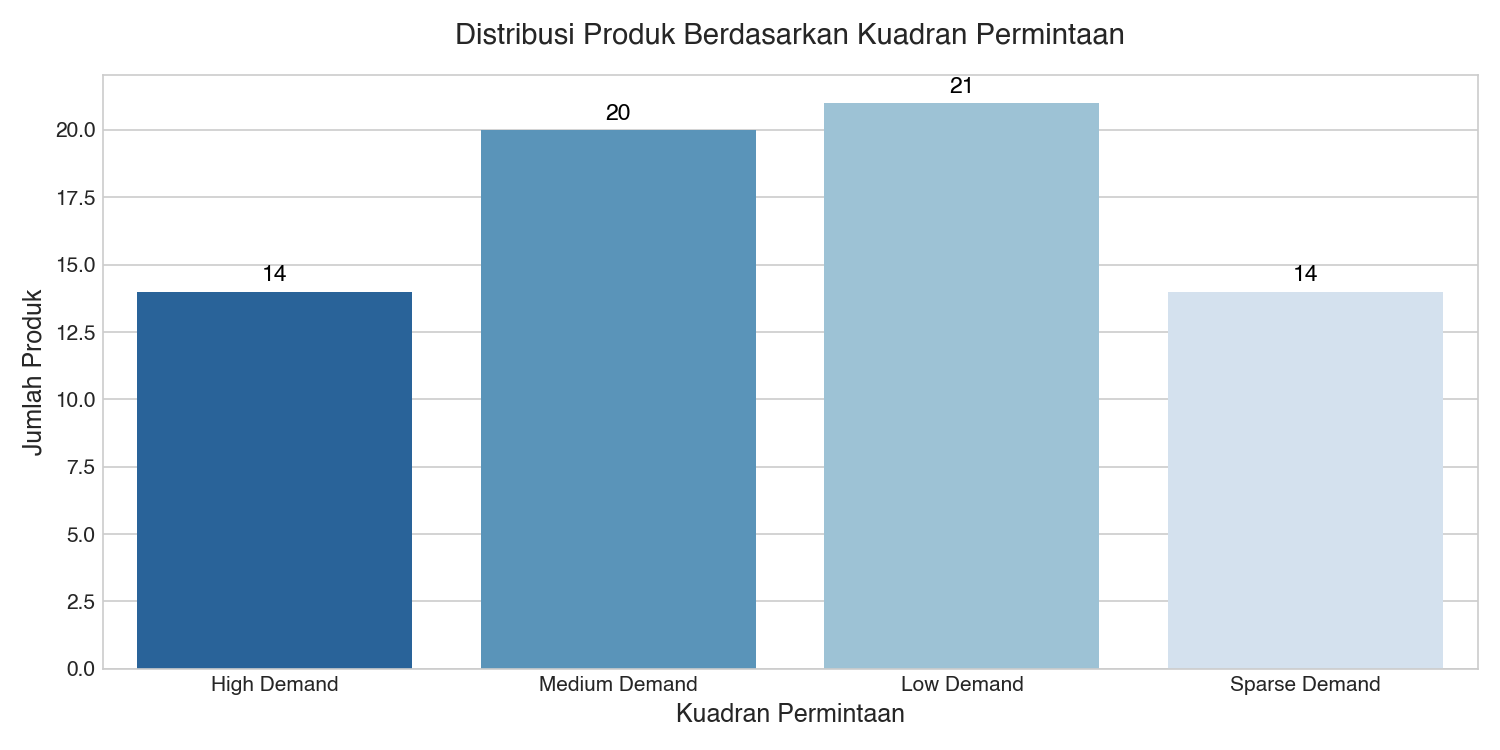 Distribusi Produk Berdasarkan Kuadran Permintaan
21
20
20.0
17.5
15.0
14
14
12.5
10.0
7.5
5.0
2.5
0.0
Jumlah Produk
High Demand
Medium Demand
Low Demand
Sparse Demand
Kuadran Permintaan